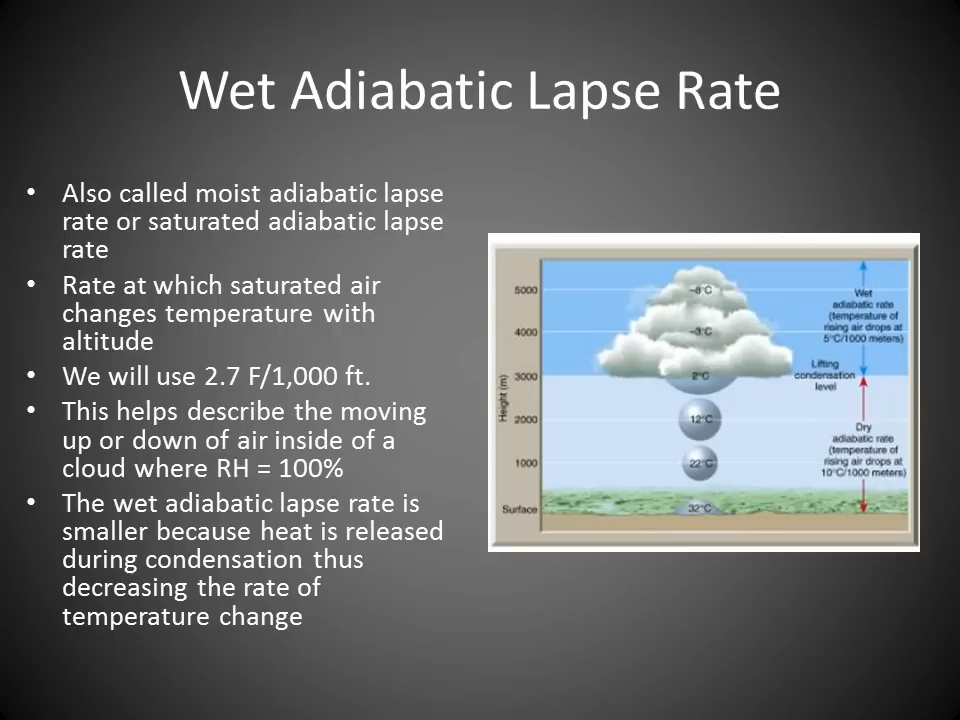 Wet Adiabatic Lapse Rate
• Also called moist adiabatic lapse
rate or saturated adiabatic lapse
rate
• Rate at which saturated air
changes temperature with
altitude
• We will use 2.7 F/1,000 ft.
• This helps describe the moving
up or down of air inside of a
cloud where RH = 100%
• The wet adiabatic lapse rate is
smaller because heat is released
during condensation thus
decreasing the rate of
temperature change
Height (m)
5000
4000
3000
2000
1000
Surface
–8°C
–3°C
2°C
12°C
22°C
32°C
Wet
adiabatic rate
(temperature of
rising air drops at
5°C/1000 meters)
Lifting
condensation
level
Dry
adiabatic rate
(temperature of
rising air drops at
10°C/1000 meters)